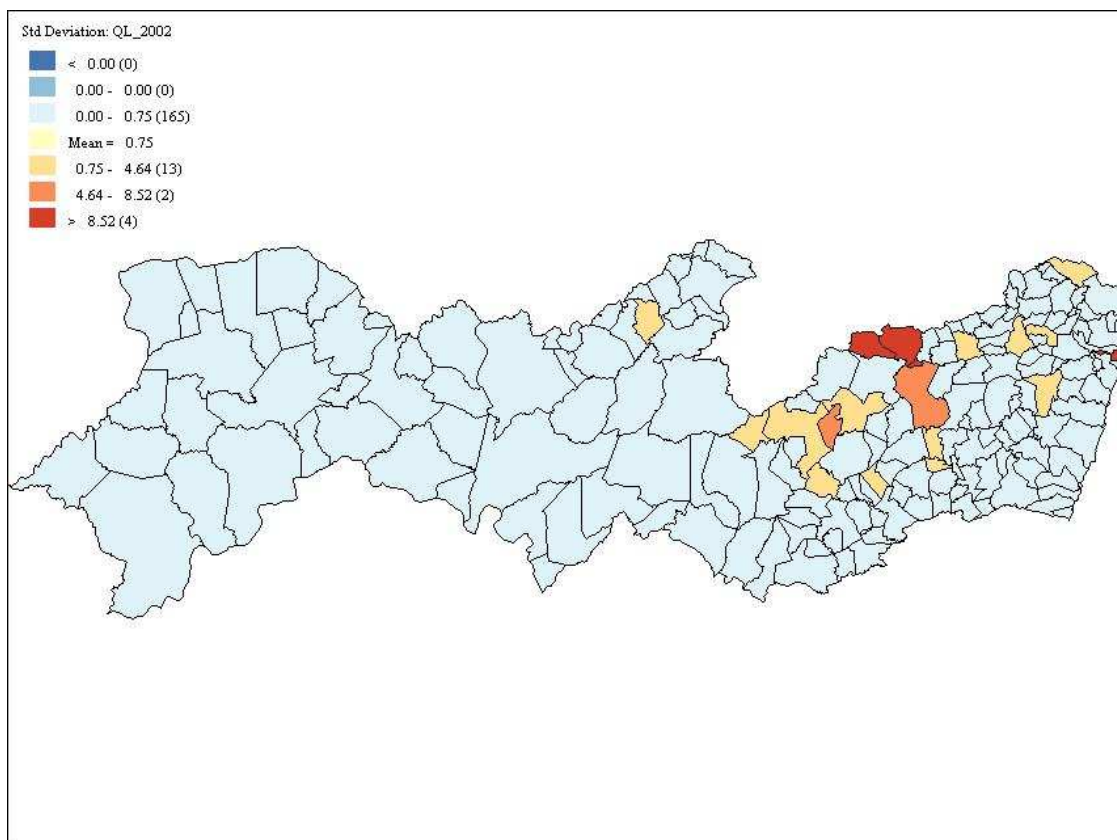 Std Deviation: QL_2002
< 0.00 (0)
0.00 - 0.00 (0)
0.00 - 0.75 (165)
Mean = 0.75
0.75 - 4.64 (13)
4.64 - 8.52 (2)
> 8.52 (4)